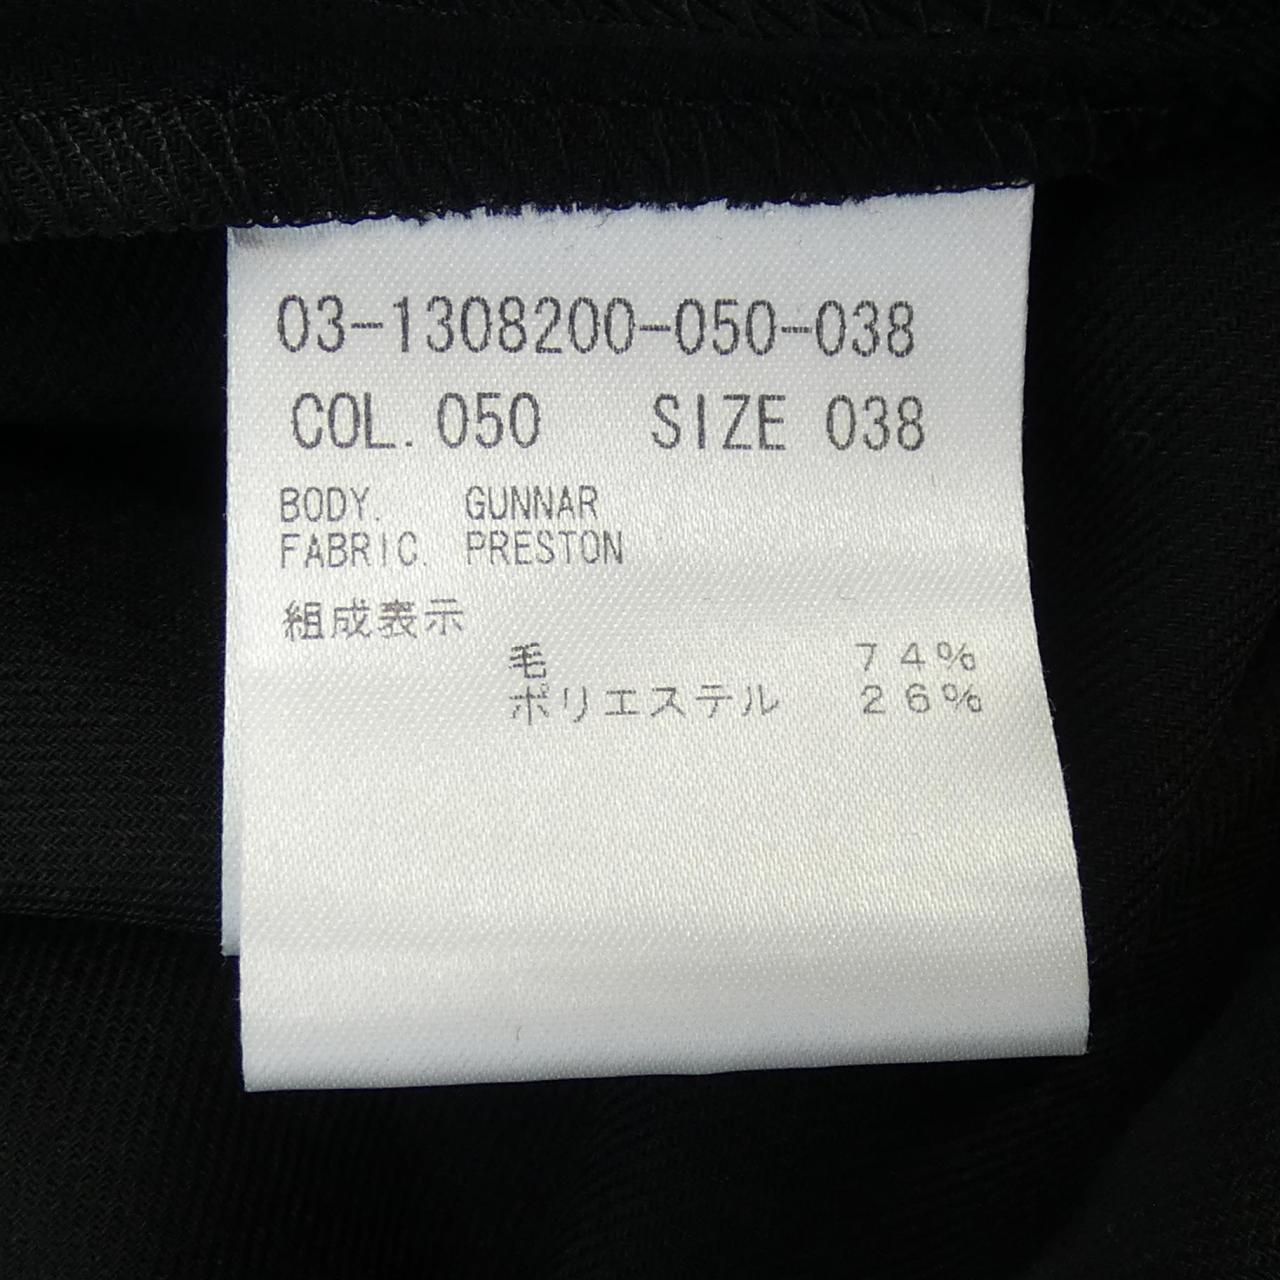 03-1308200-050-038
COL. 050 SIZE 038
BODY. GUNNAR
FABRIC. PRESTON
組成表示
毛 74%
ポリエステル 26%